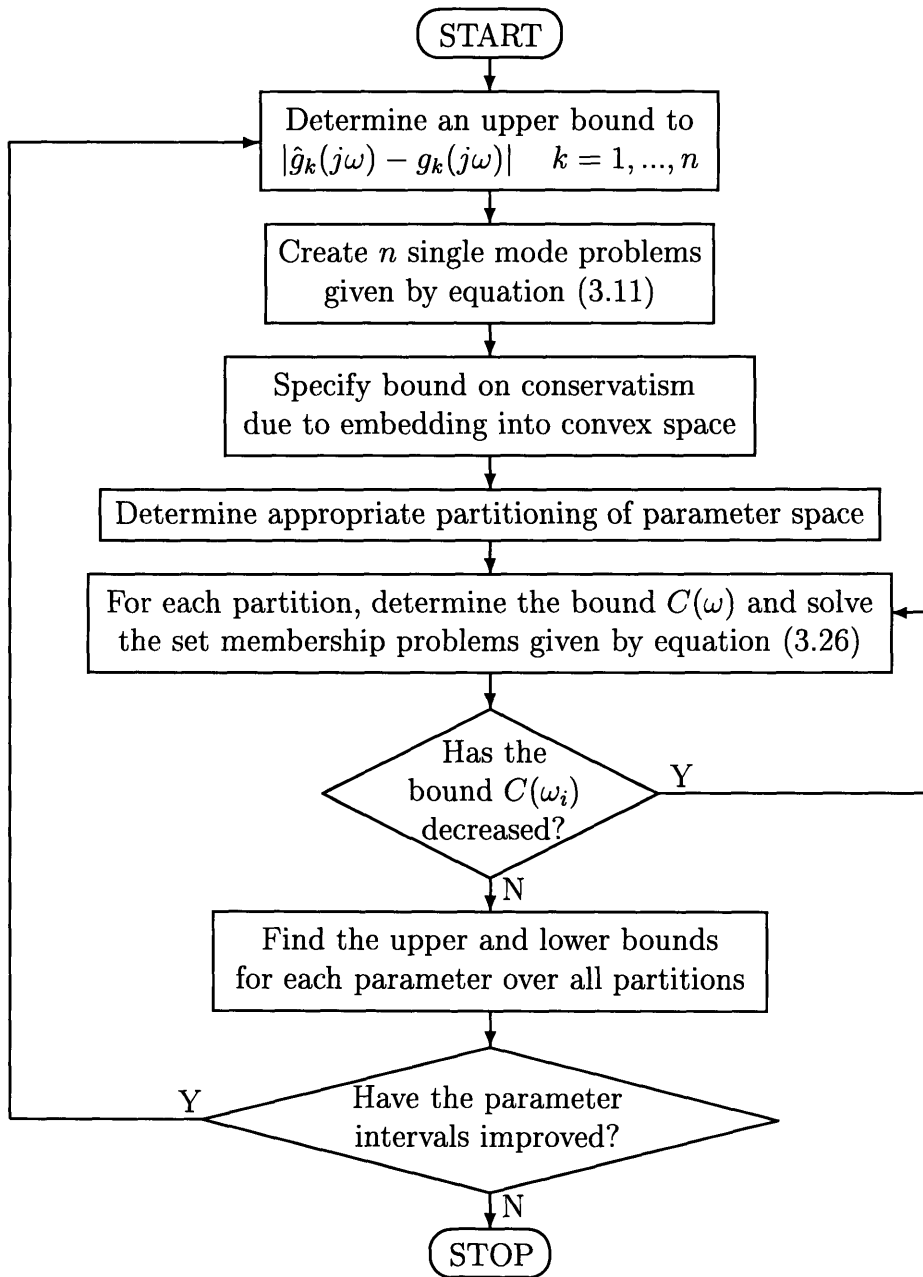 START
Determine an upper bound to
|ĝₖ(jω) − gₖ(jω)| k = 1, ..., n
Create n single mode problems
given by equation (3.11)
Specify bound on conservatism
due to embedding into convex space
Determine appropriate partitioning of parameter space
For each partition, determine the bound C(ω) and solve
the set membership problems given by equation (3.26)
Has the
bound C(ωᵢ)
decreased?
Y
N
Find the upper and lower bounds
for each parameter over all partitions
Y
Have the parameter
intervals improved?
N
STOP